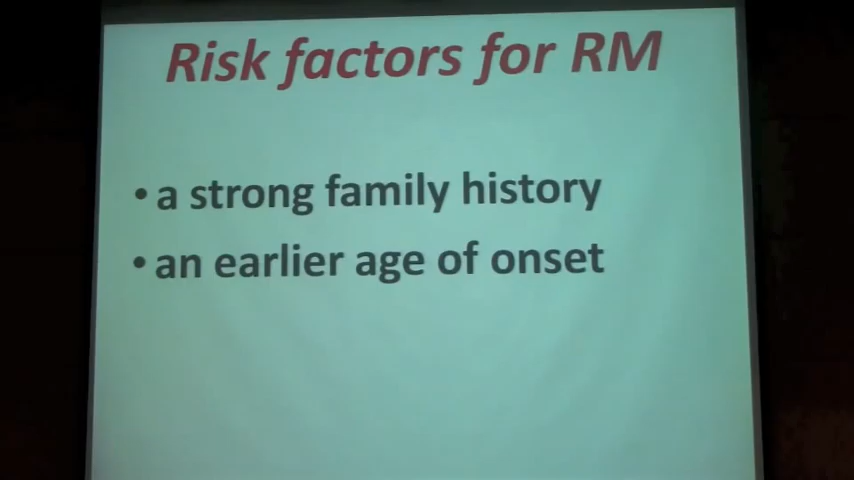 Risk factors for RM
• a strong family history
• an earlier age of onset